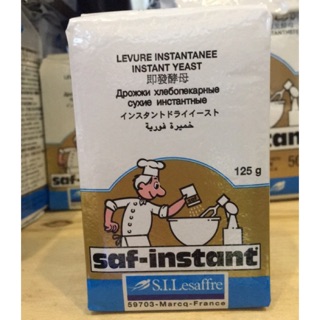 LEVURE INSTANTANEE
INSTANT YEAST
即發酵母
Дрожжи хлебопекарные
сухие инстантные
インスタントドライイースト
خميرة فورية
125 g
saf-instant
S.I.Lesaffre
59703-Marcq-France